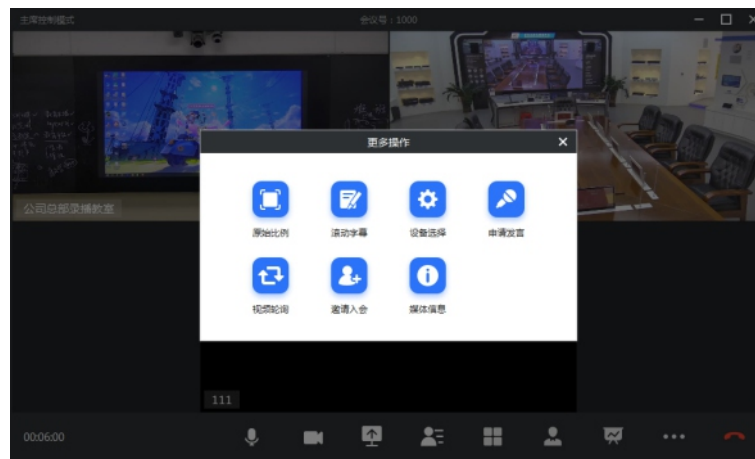 主席控制模式
会议号：1000
公司总部录播教室
更多操作
原始比例
滚动字幕
设备选择
申请发言
视频轮询
邀请入会
媒体信息
111
00:06:00